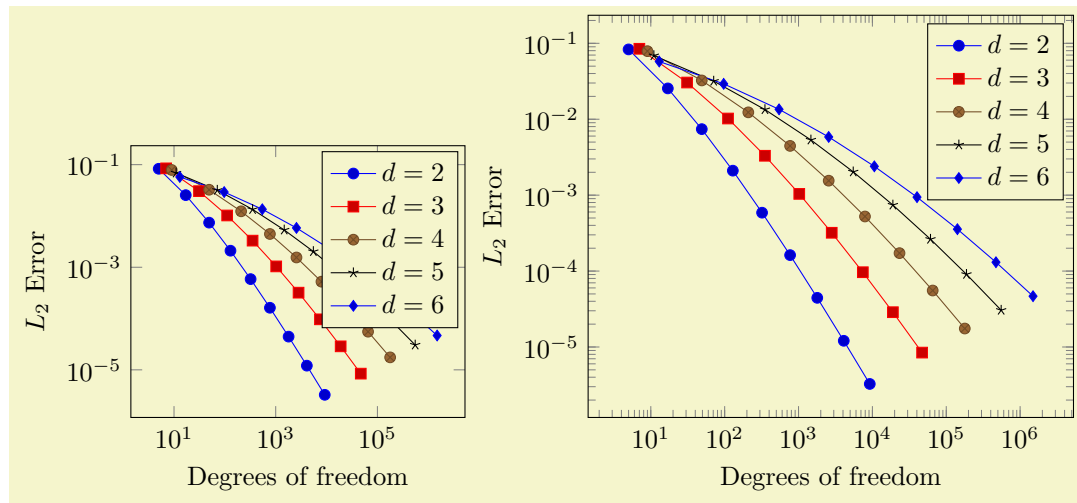 10^{-1}
10^{-3}
10^{-5}
L_2 Error
10^1
10^3
10^5
Degrees of freedom
d = 2
d = 3
d = 4
d = 5
d = 6
10^{-1}
10^{-2}
10^{-3}
10^{-4}
10^{-5}
L_2 Error
10^1
10^2
10^3
10^4
10^5
10^6
Degrees of freedom
d = 2
d = 3
d = 4
d = 5
d = 6